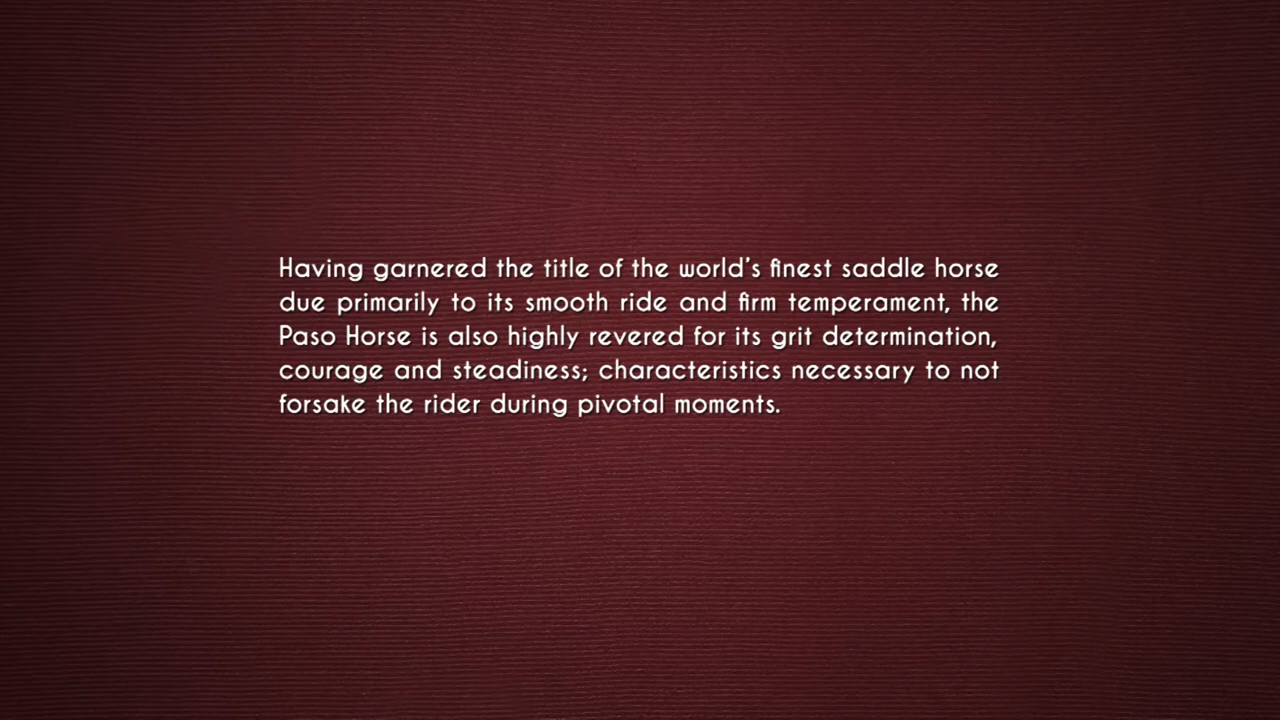 Having garnered the title of the world's finest saddle horse
due primarily to its smooth ride and firm temperament, the
Paso Horse is also highly revered for its grit determination,
courage and steadiness; characteristics necessary to not
forsake the rider during pivotal moments.